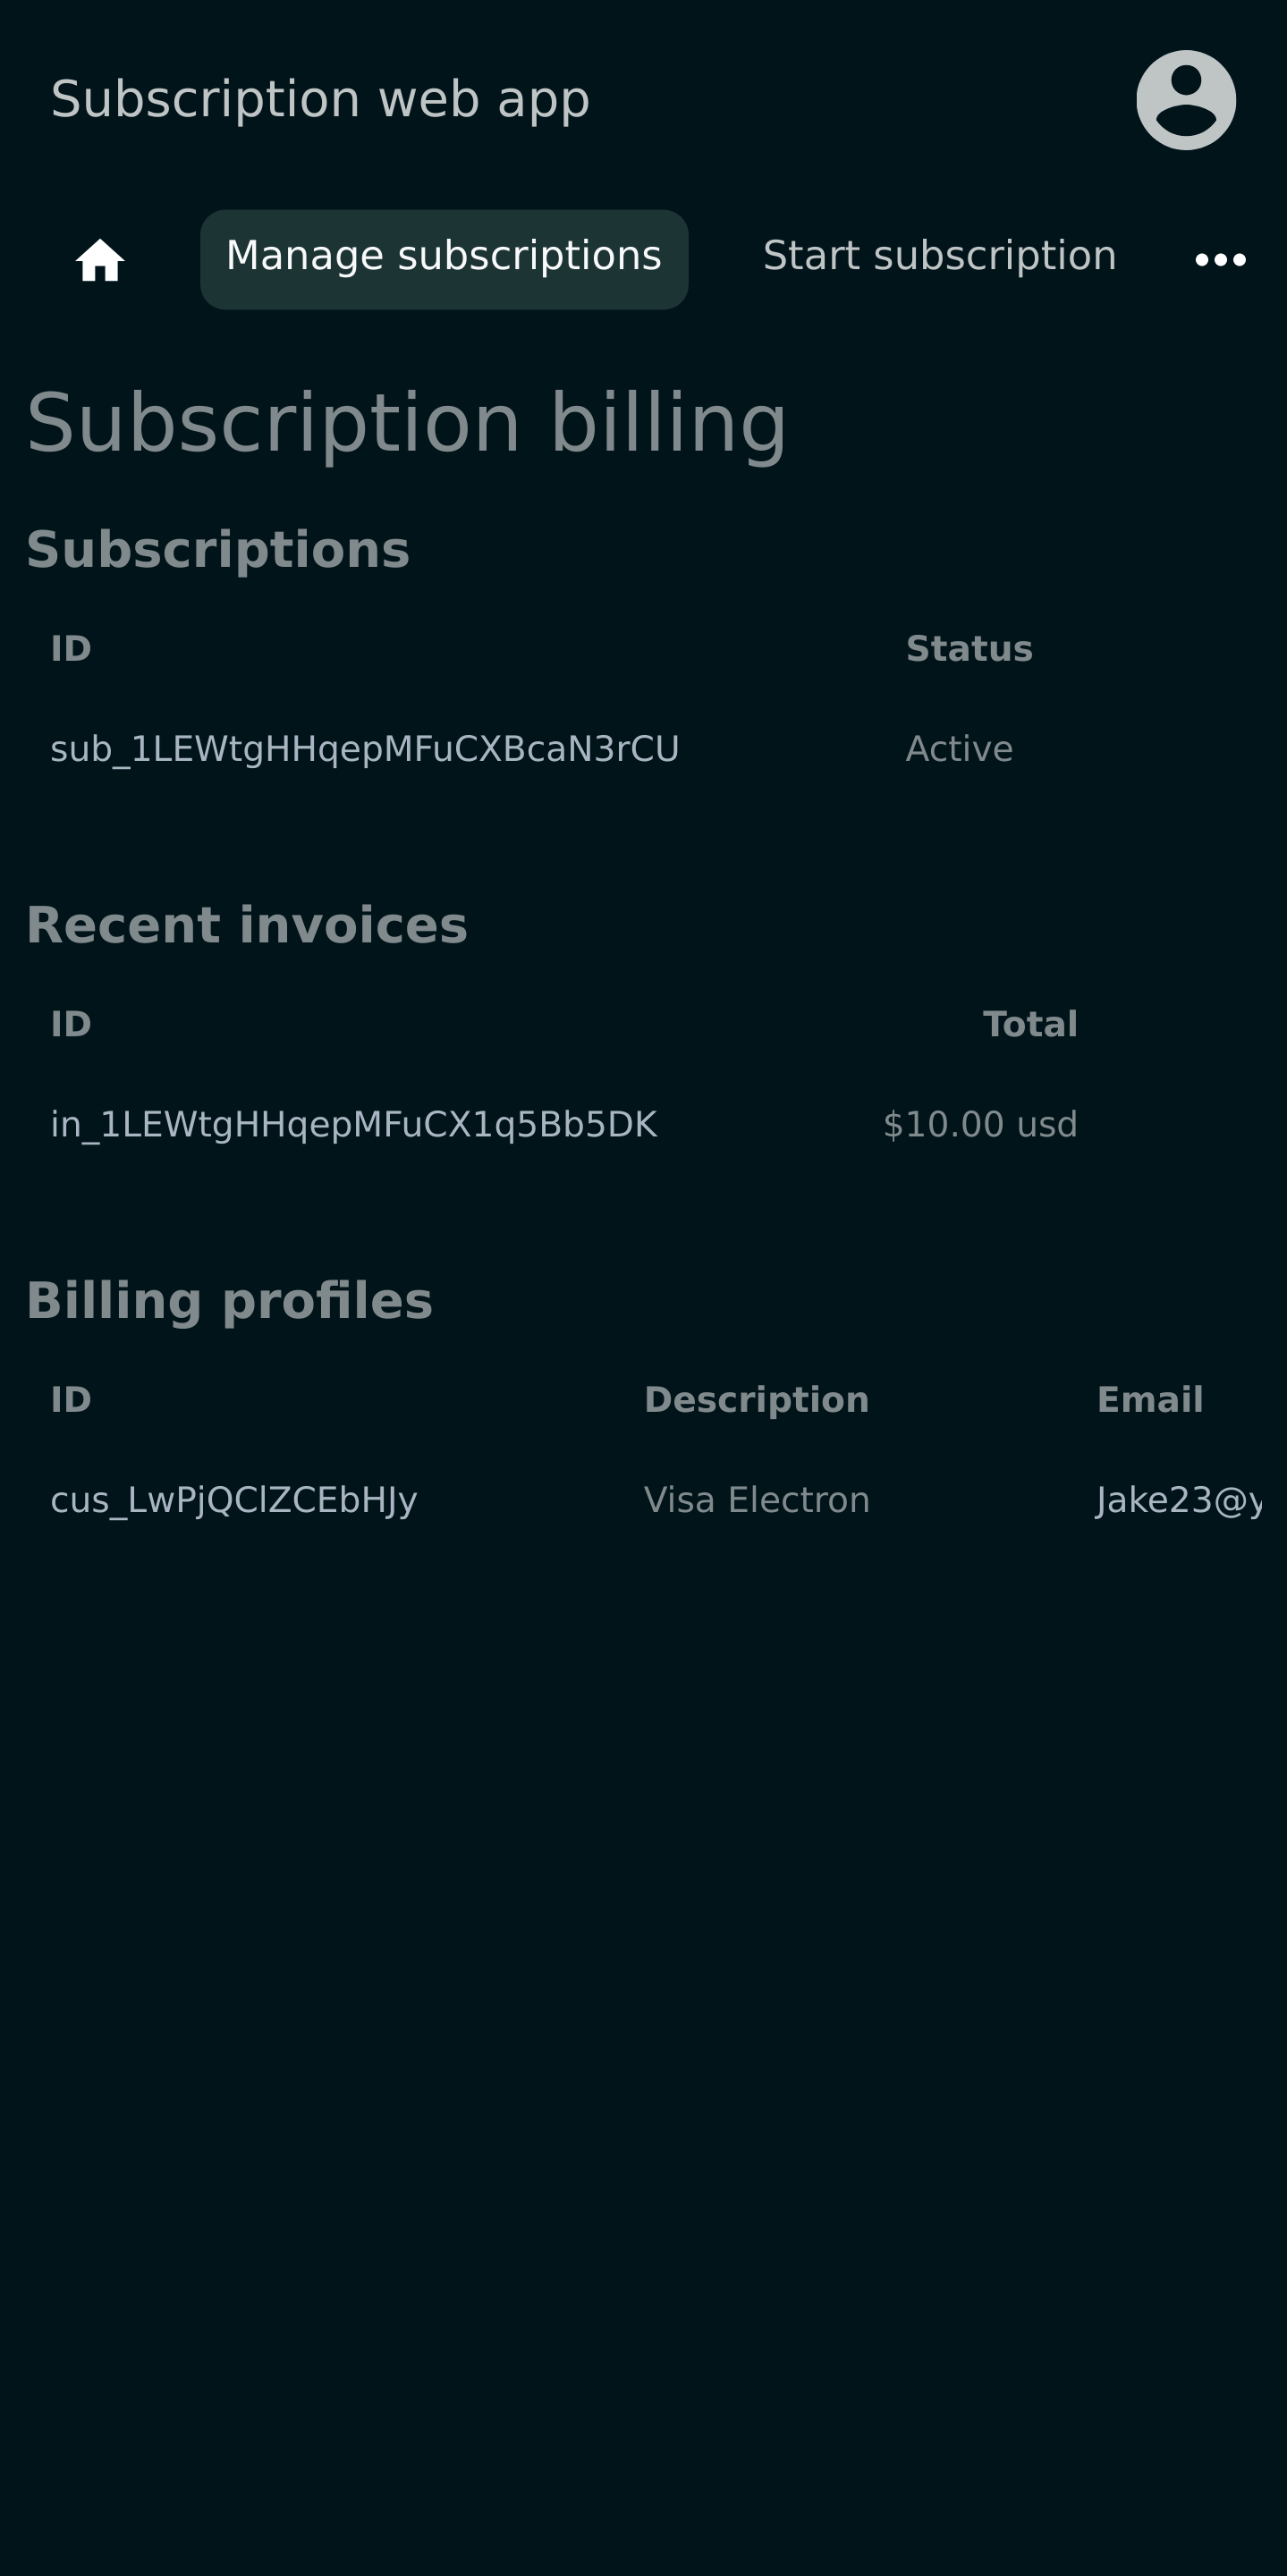 Subscription web app
Manage subscriptions Start subscription
Subscription billing
Subscriptions
ID Status
sub_1LEWtgHHqepMFuCXBcaN3rCU Active
Recent invoices
ID Total
in_1LEWtgHHqepMFuCX1q5Bb5DK $10.00 usd
Billing profiles
ID Description Email
cus_LwPjQClZCEbHJy Visa Electron Jake23@y